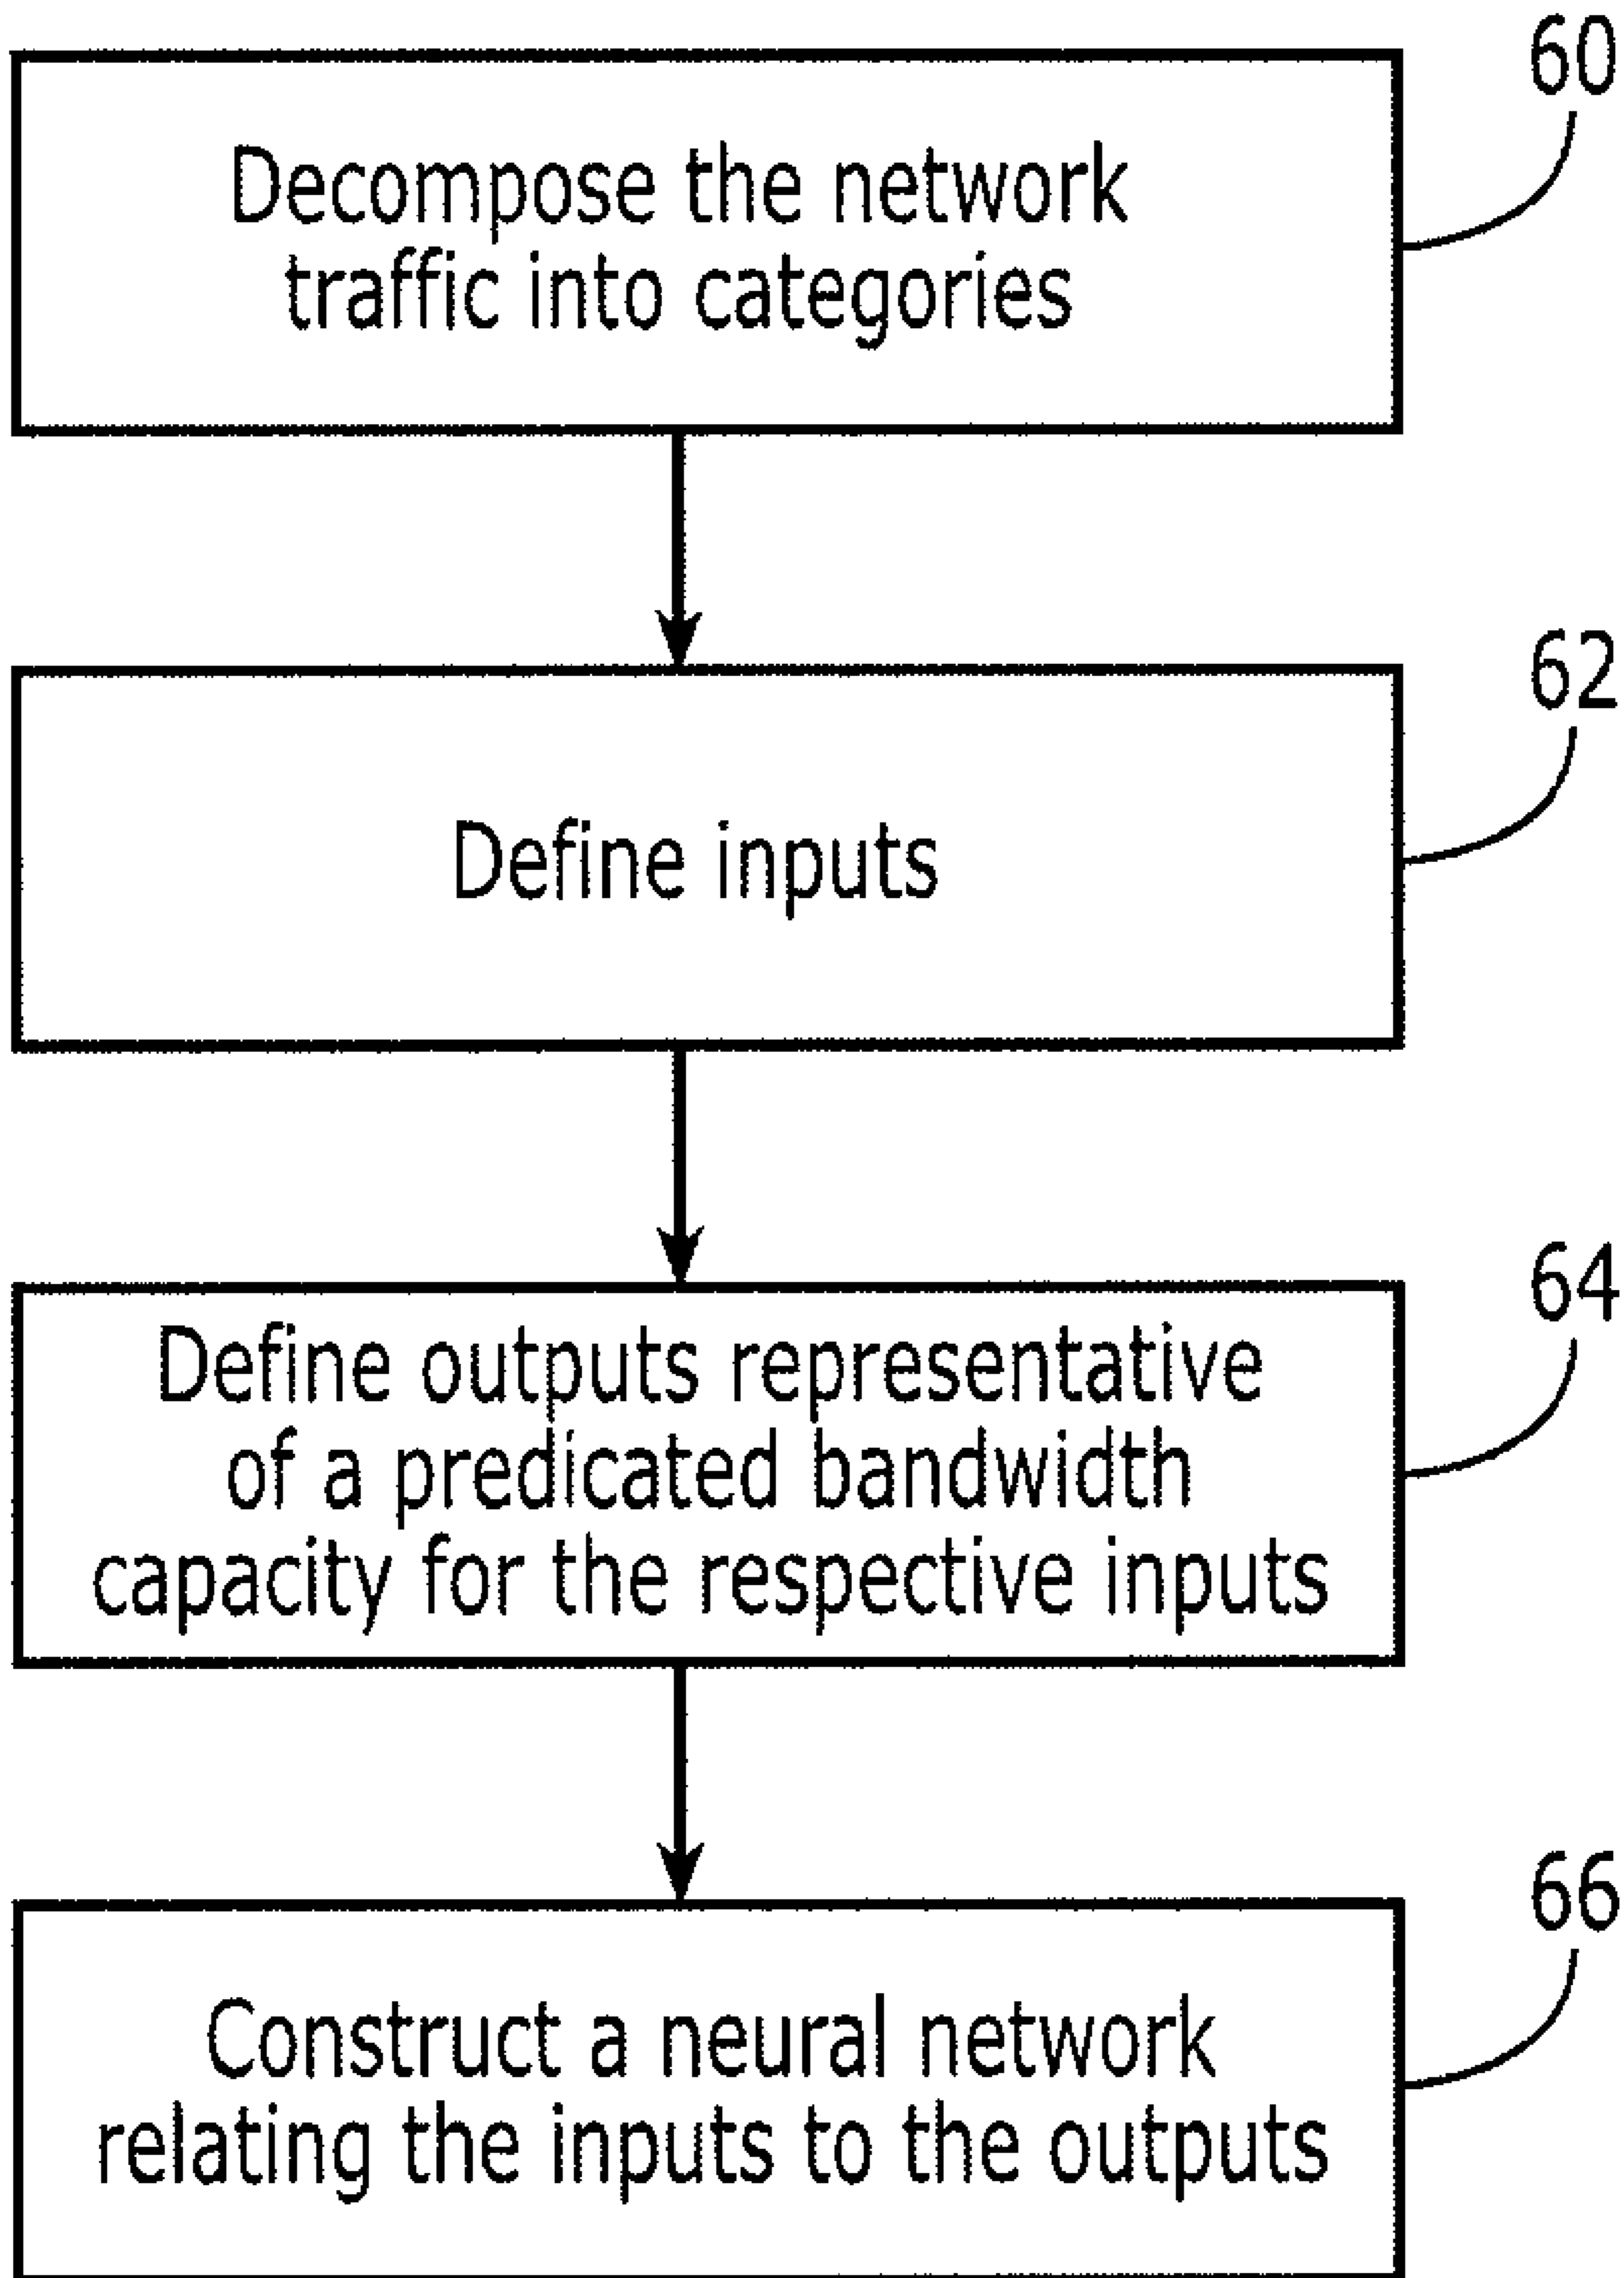 60
Decompose the network
traffic into categories
62
Define inputs
64
Define outputs representative
of a predicated bandwidth
capacity for the respective inputs
66
Construct a neural network
relating the inputs to the outputs